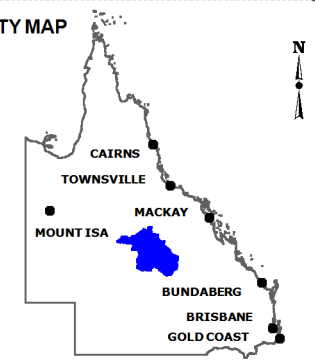 TY MAP
N
CAIRNS
TOWNSVILLE
MACKAY
MOUNT ISA
BUNDABERG
BRISBANE
GOLD COAST